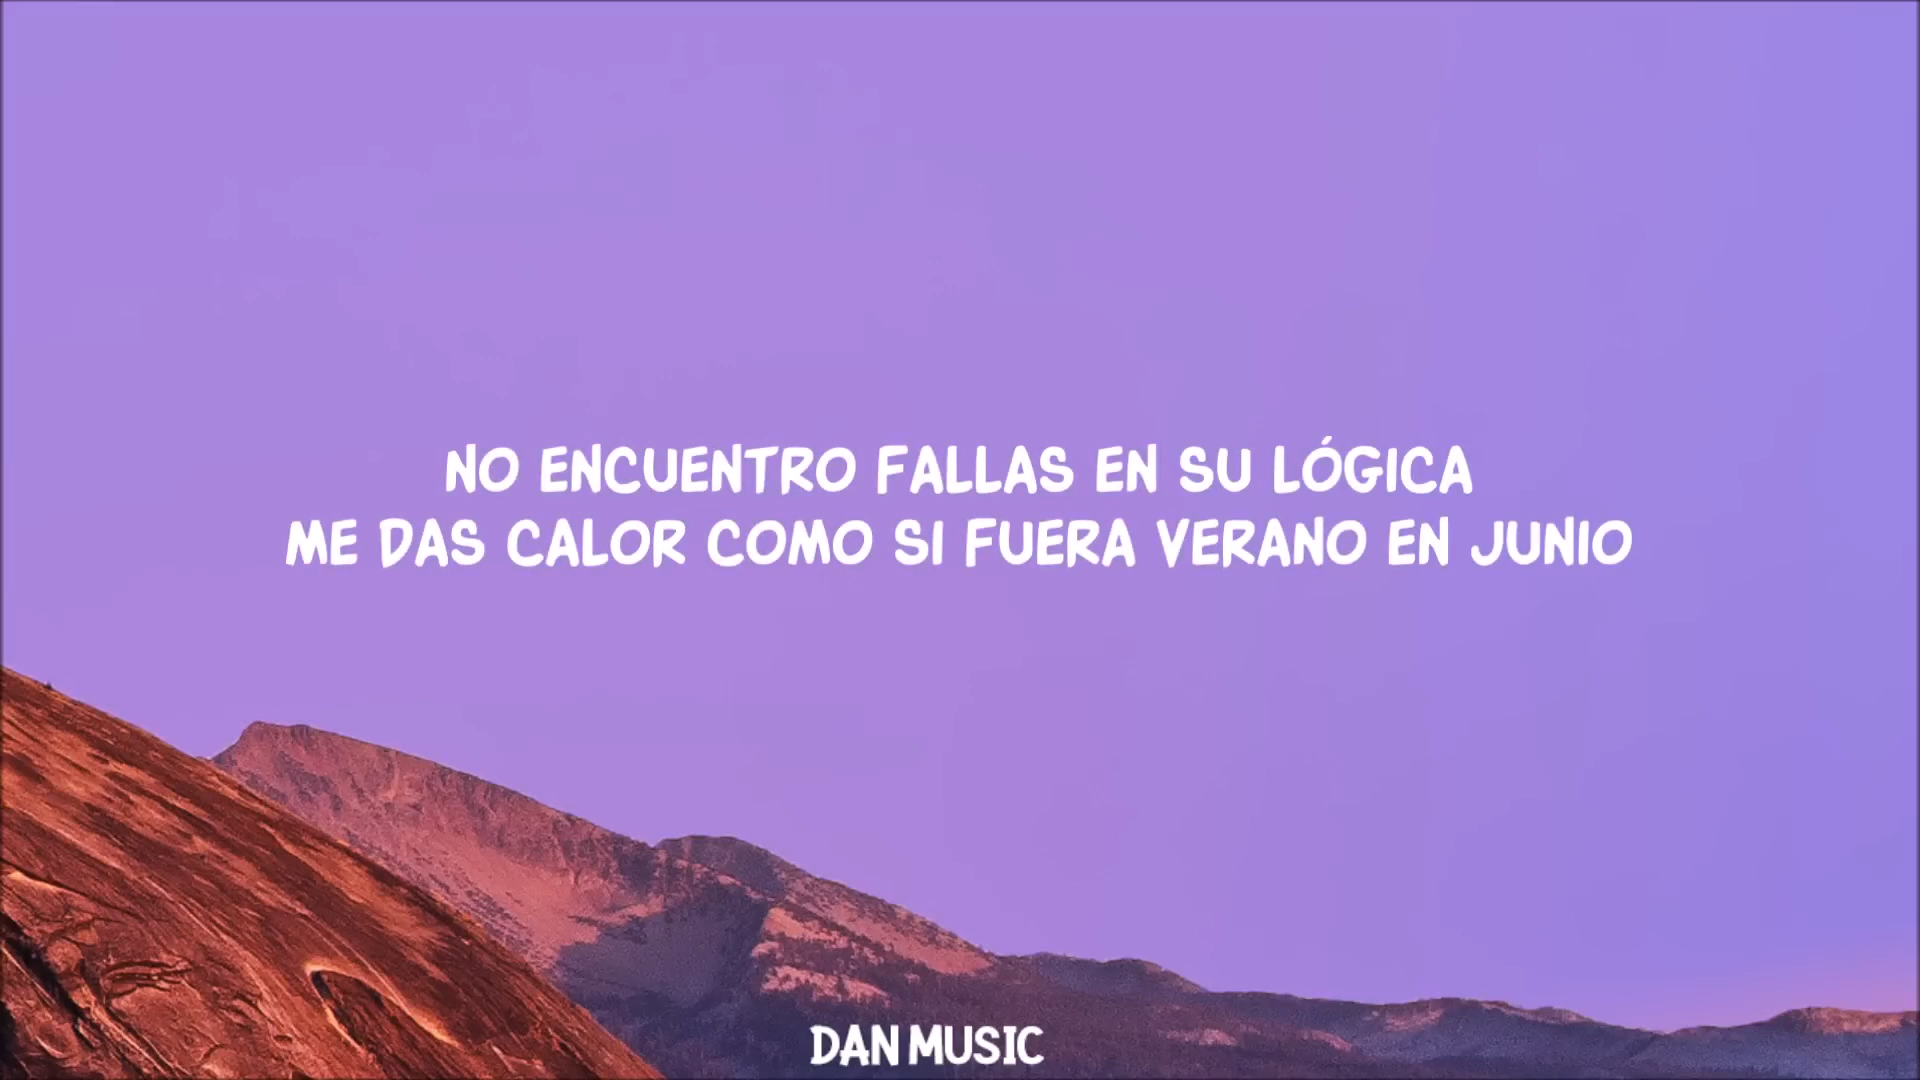 NO ENCUENTRO FALLAS EN SU LÓGICA
ME DAS CALOR COMO SI FUERA VERANO EN JUNIO
DAN MUSIC